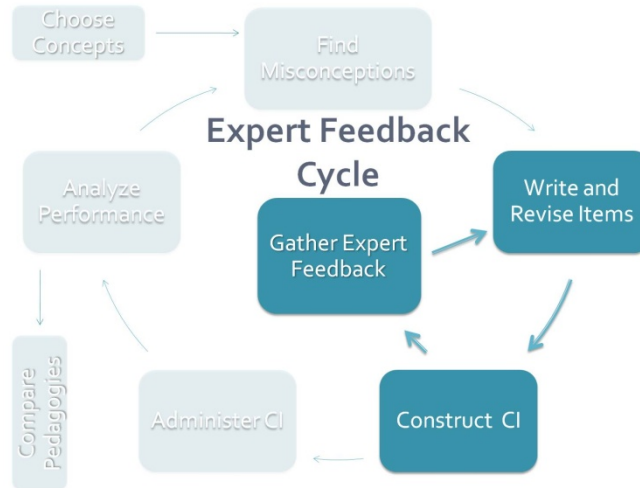 Choose
Concepts
Find
Misconceptions
Expert Feedback
Cycle
Analyze
Performance
Write and
Revise Items
Gather Expert
Feedback
Compare
Pedagogies
Administer CI
Construct CI